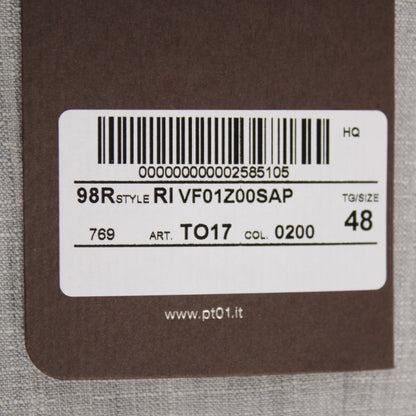 HQ
000000000002585105
98R STYLE RI VF01Z00SAP TG/SIZE
769 ART. TO17 COL. 0200 48
www.pt01.it